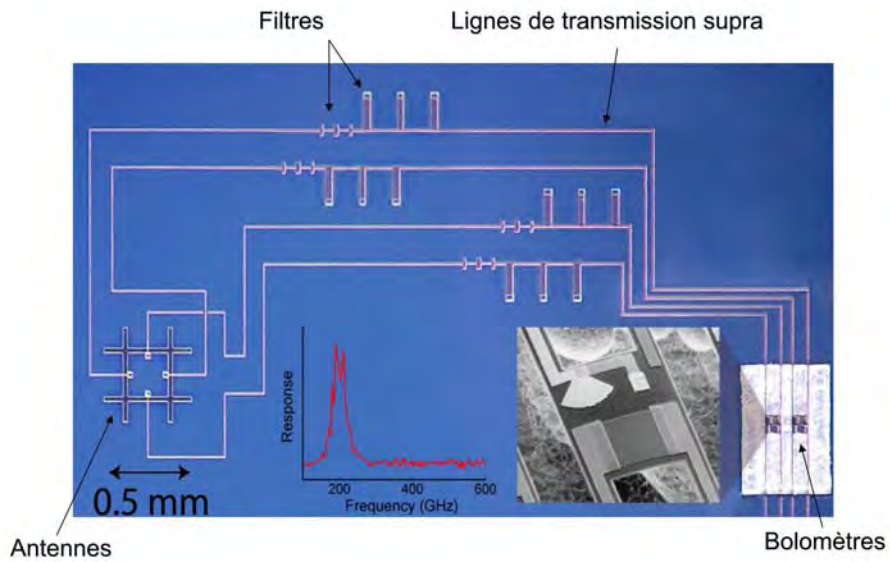 Filtres
Lignes de transmission supra
Response
200
400
600
Frequency (GHz)
0.5 mm
Antennes
Bolomètres